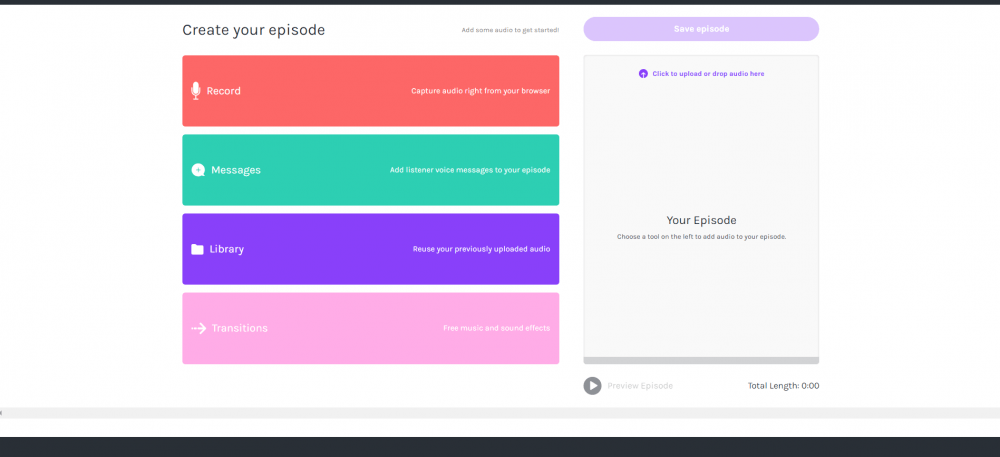 Create your episode
Add some audio to get started!
Save episode
Record
Capture audio right from your browser
Messages
Add listener voice messages to your episode
Library
Reuse your previously uploaded audio
Transitions
Free music and sound effects
Click to upload or drop audio here
Your Episode
Choose a tool on the left to add audio to your episode.
Preview Episode
Total Length: 0:00